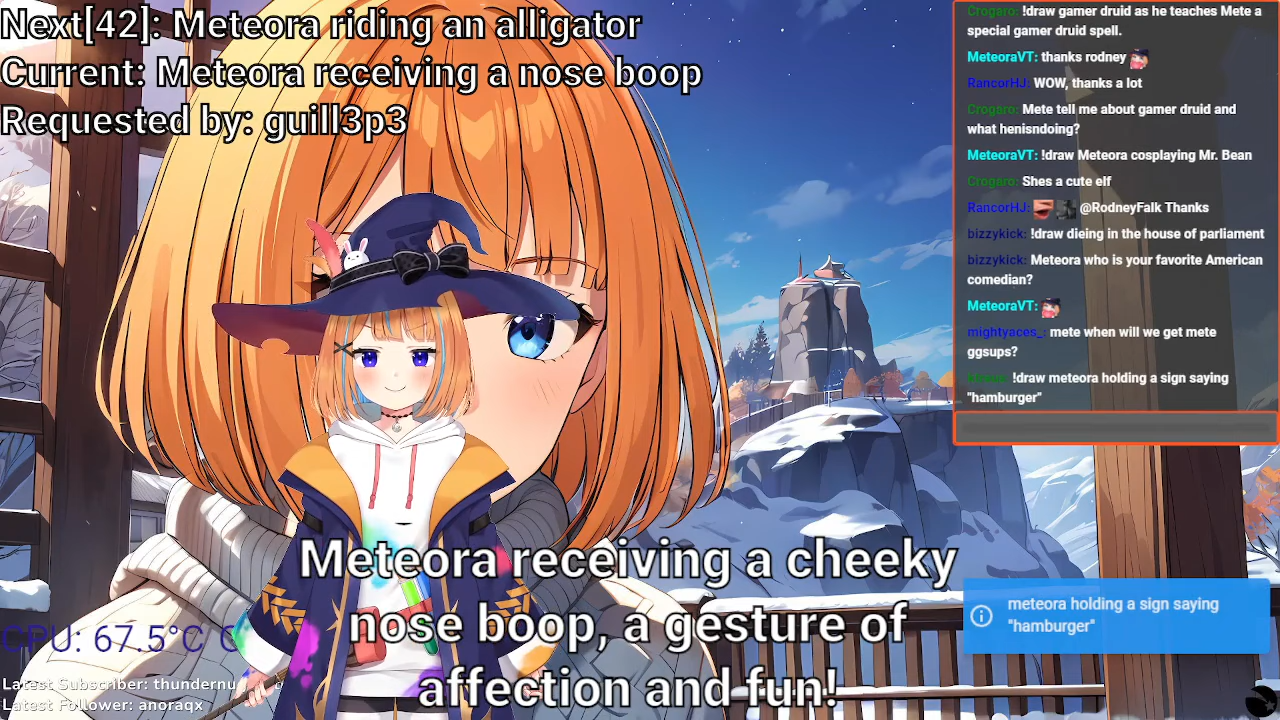 Next[42]: Meteora riding an alligator
Current: Meteora receiving a nose boop
Requested by: guill3p3
Crogaro: !draw gamer druid as he teaches Mete a
special gamer druid spell.
MeteoraVT: thanks rodney
RancorHJ: WOW, thanks a lot
Crogaro: Mete tell me about gamer druid and
what henisndoing?
MeteoraVT: !draw Meteora cosplaying Mr. Bean
Crogaro: Shes a cute elf
RancorHJ: @RodneyFalk Thanks
bizzykick: !draw dieing in the house of parliament
bizzykick: Meteora who is your favorite American
comedian?
MeteoraVT:
mightyaces_: mete when will we get mete
ggsups?
!draw meteora holding a sign saying
"hamburger"
Meteora receiving a cheeky
nose boop, a gesture of
affection and fun!
meteora holding a sign saying
"hamburger"
CPU: 67.5°C
Latest Subscriber: thundernu
Latest Follower: anoraqx